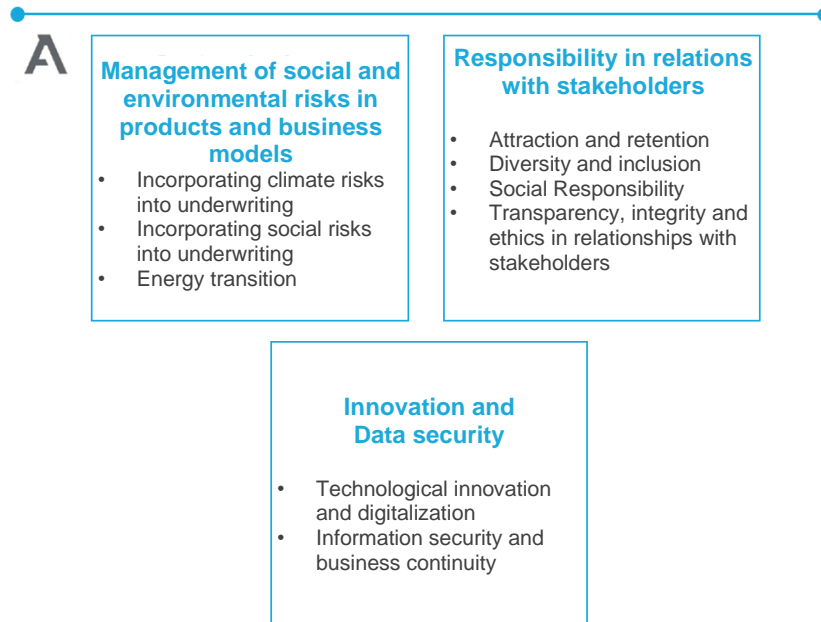 Management of social and
environmental risks in
products and business
models
• Incorporating climate risks
into underwriting
• Incorporating social risks
into underwriting
• Energy transition
Responsibility in relations
with stakeholders
• Attraction and retention
• Diversity and inclusion
• Social Responsibility
• Transparency, integrity and
ethics in relationships with
stakeholders
Innovation and
Data security
• Technological innovation
and digitalization
• Information security and
business continuity